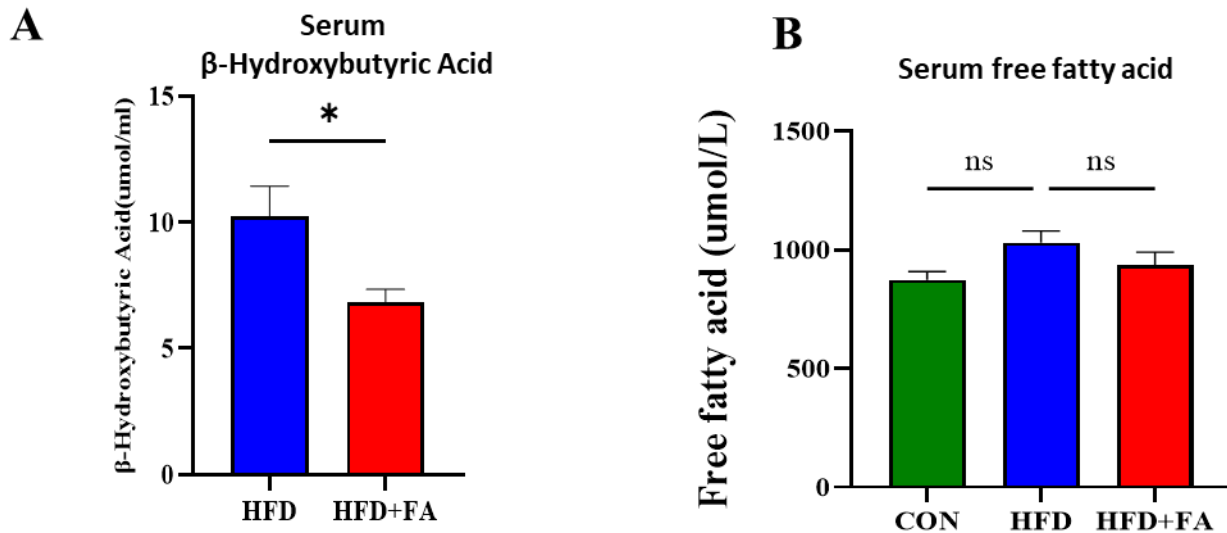 A
Serum
β-Hydroxybutyric Acid
β-Hydroxybutyric Acid(umol/ml)
15
10
5
0
*
HFD
HFD+FA
B
Serum free fatty acid
Free fatty acid (umol/L)
1500
1000
500
0
ns
ns
CON
HFD
HFD+FA